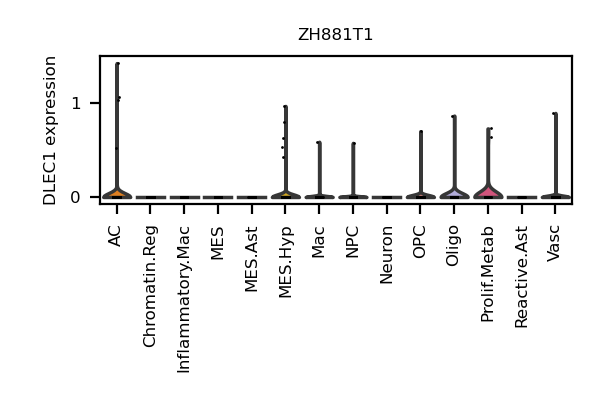 ZH881T1
DLEC1 expression
1
0
AC
Chromatin.Reg
Inflammatory.Mac
MES
MES.Ast
MES.Hyp
Mac
NPC
Neuron
OPC
Oligo
Prolif.Metab
Reactive.Ast
Vasc